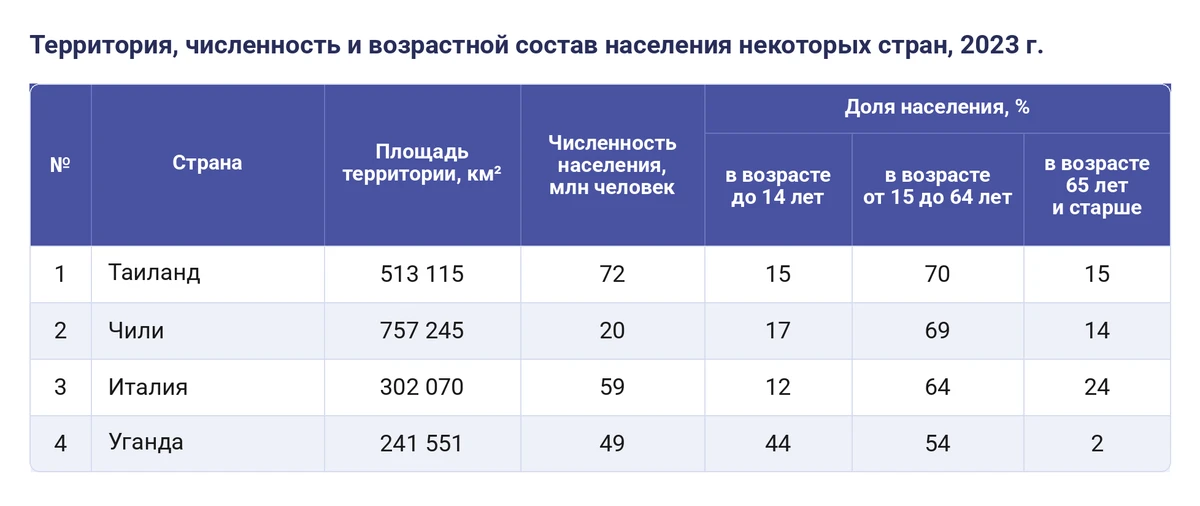 Территория, численность и возрастной состав населения некоторых стран, 2023 г.
№
Страна
Площадь
территории, км²
Численность
населения,
млн человек
Доля населения, %
в возрасте
до 14 лет
в возрасте
от 15 до 64 лет
в возрасте
65 лет
и старше
1 Таиланд 513 115 72 15 70 15
2 Чили 757 245 20 17 69 14
3 Италия 302 070 59 12 64 24
4 Уганда 241 551 49 44 54 2